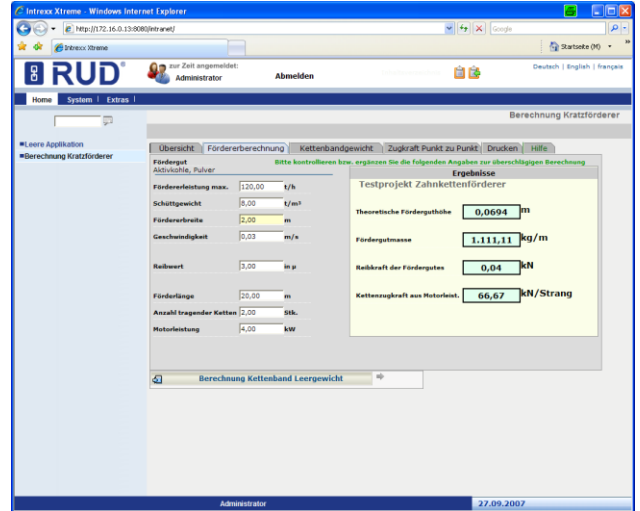 Intrexx Xtreme - Windows Internet Explorer
http://172.16.0.13:8080/intranet/
Google
Intrexx Xtreme
Startseite (M)
RUD®
zur Zeit angemeldet:
Administrator
Abmelden
Deutsch | English | français
Home System | Extras |
Berechnung Kratzförderer
Leere Applikation
Berechnung Kratzförderer
Übersicht Fördererberechnung Kettenbandgewicht Zugkraft Punkt zu Punkt Drucken Hilfe
Fördergut
Aktivkohle, Pulver
Bitte kontrollieren bzw. ergänzen Sie die folgenden Angaben zur überschlägigen Berechnung
Ergebnisse
Testprojekt Zahnkettenförderer
Fördererleistung max. 120,00 t/h
Schüttgewicht 8,00 t/m³
Fördererbreite 2,00 m
Geschwindigkeit 0,03 m/s
Reibwert 3,00 in µ
Förderlänge 20,00 m
Anzahl tragender Ketten 2,00 Stk.
Motorleistung 4,00 kW
Theoretische Förderguthöhe 0,0694 m
Fördergutmasse 1.111,11 kg/m
Reibkraft der Fördergutes 0,04 kN
Kettenzugkraft aus Motorleist. 66,67 kN/Strang
Berechnung Kettenband Leergewicht
Administrator
27.09.2007